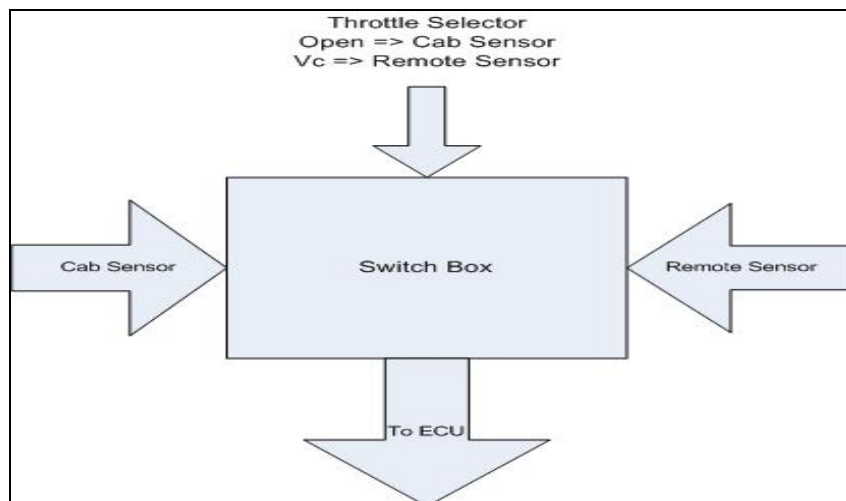 Throttle Selector
Open => Cab Sensor
Vc => Remote Sensor
Cab Sensor
Switch Box
Remote Sensor
To ECU